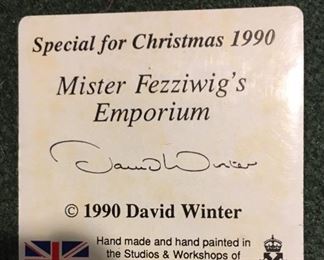 Special for Christmas 1990
Mister Fezziwig's
Emporium
David Winter
© 1990 David Winter
Hand made and hand painted in
the Studios & Workshops of